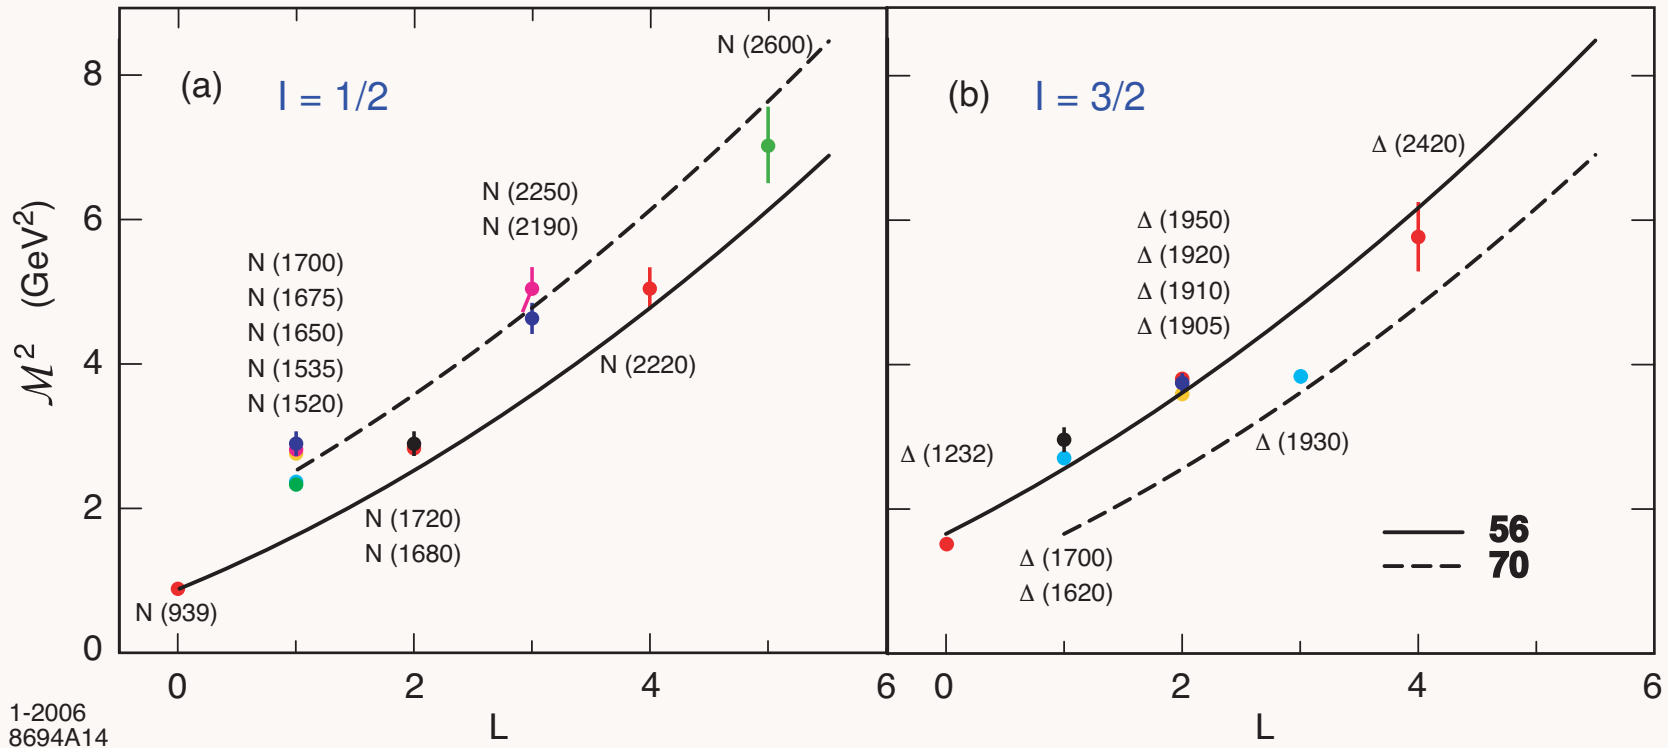 (a)
I = 1/2
N (2600)
N (2250)
N (2190)
N (1700)
N (1675)
N (1650)
N (1535)
N (1520)
N (2220)
N (1720)
N (1680)
N (939)
ℳ² (GeV²)
8
6
4
2
0
0 2 4 6
L
(b)
I = 3/2
Δ (2420)
Δ (1950)
Δ (1920)
Δ (1910)
Δ (1905)
Δ (1232)
Δ (1930)
Δ (1700)
Δ (1620)
56
70
0 2 4 6
L
1-2006
8694A14